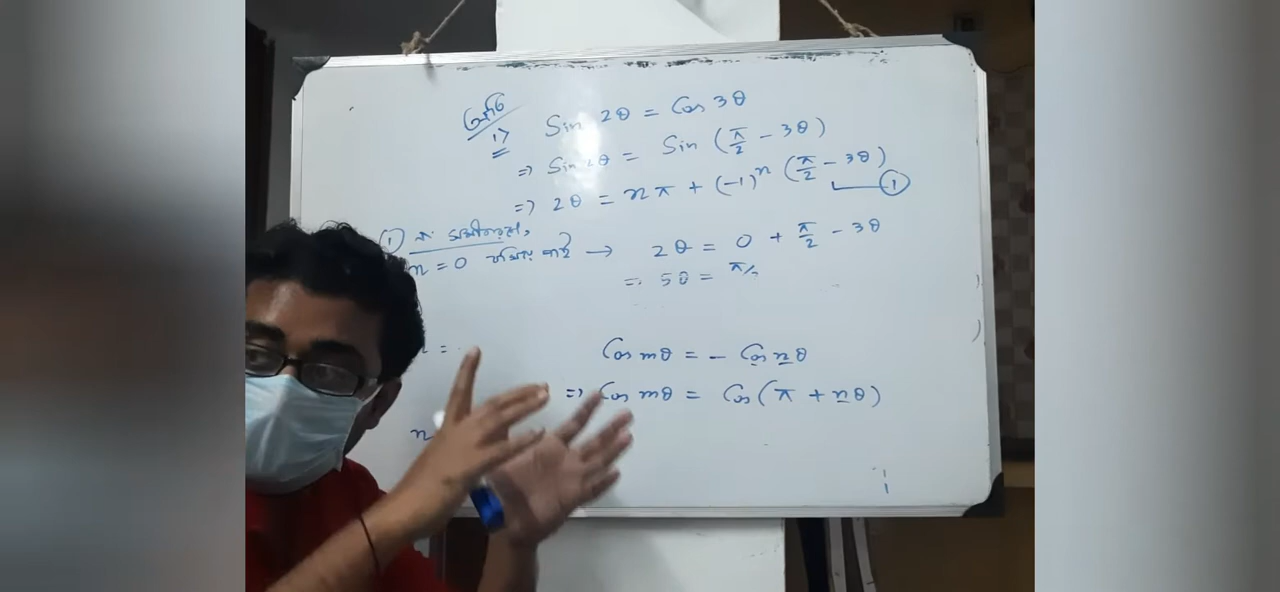 1)
Sin 2θ = Cos 3θ
⇒ Sin 2θ = Sin (π/2 - 3θ)
⇒ 2θ = nπ + (-1)ⁿ (π/2 - 3θ) ①
① নং সমীকরণে,
n = 0 বসিয়ে পাই → 2θ = 0 + π/2 - 3θ
⇒ 5θ = π/2
Cos mθ = - Cos nθ
⇒ Cos mθ = Cos (π + nθ)
n